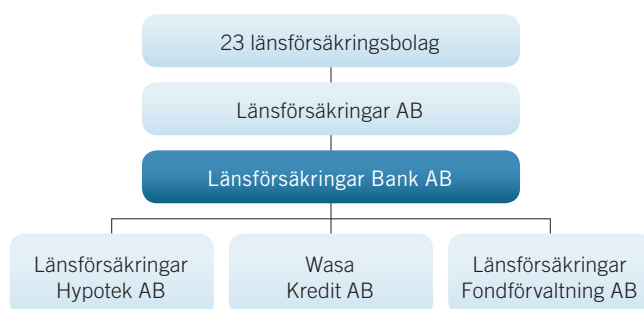 23 länsförsäkringsbolag
Länsförsäkringar AB
Länsförsäkringar Bank AB
Länsförsäkringar
Hypotek AB
Wasa
Kredit AB
Länsförsäkringar
Fondförvaltning AB